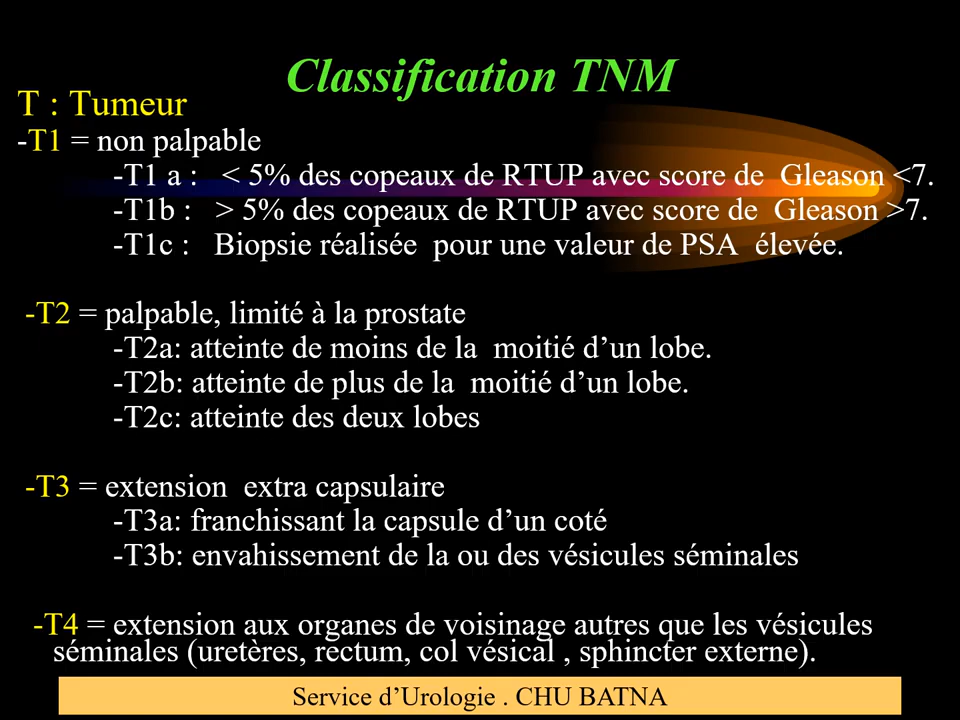 Classification TNM
T : Tumeur
-T1 = non palpable
-T1 a : < 5% des copeaux de RTUP avec score de Gleason <7.
-T1b : > 5% des copeaux de RTUP avec score de Gleason >7.
-T1c : Biopsie réalisée pour une valeur de PSA élevée.
-T2 = palpable, limité à la prostate
-T2a: atteinte de moins de la moitié d’un lobe.
-T2b: atteinte de plus de la moitié d’un lobe.
-T2c: atteinte des deux lobes
-T3 = extension extra capsulaire
-T3a: franchissant la capsule d’un coté
-T3b: envahissement de la ou des vésicules séminales
-T4 = extension aux organes de voisinage autres que les vésicules
séminales (uretères, rectum, col vésical , sphincter externe).
Service d’Urologie . CHU BATNA